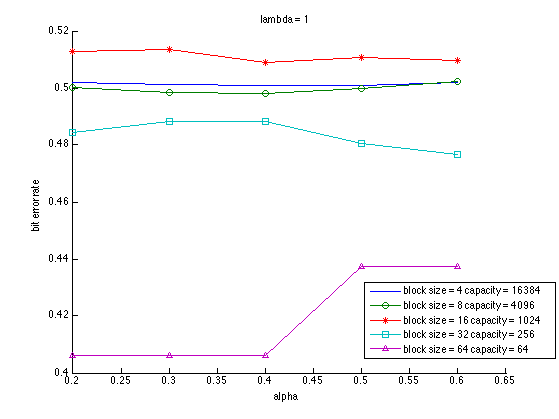 lambda = 1
0.52
0.5
0.48
0.46
0.44
0.42
0.4
bit error rate
0.2
0.25
0.3
0.35
0.4
0.45
0.5
0.55
0.6
0.65
alpha
block size = 4 capacity = 16384
block size = 8 capacity = 4096
block size = 16 capacity = 1024
block size = 32 capacity = 256
block size = 64 capacity = 64